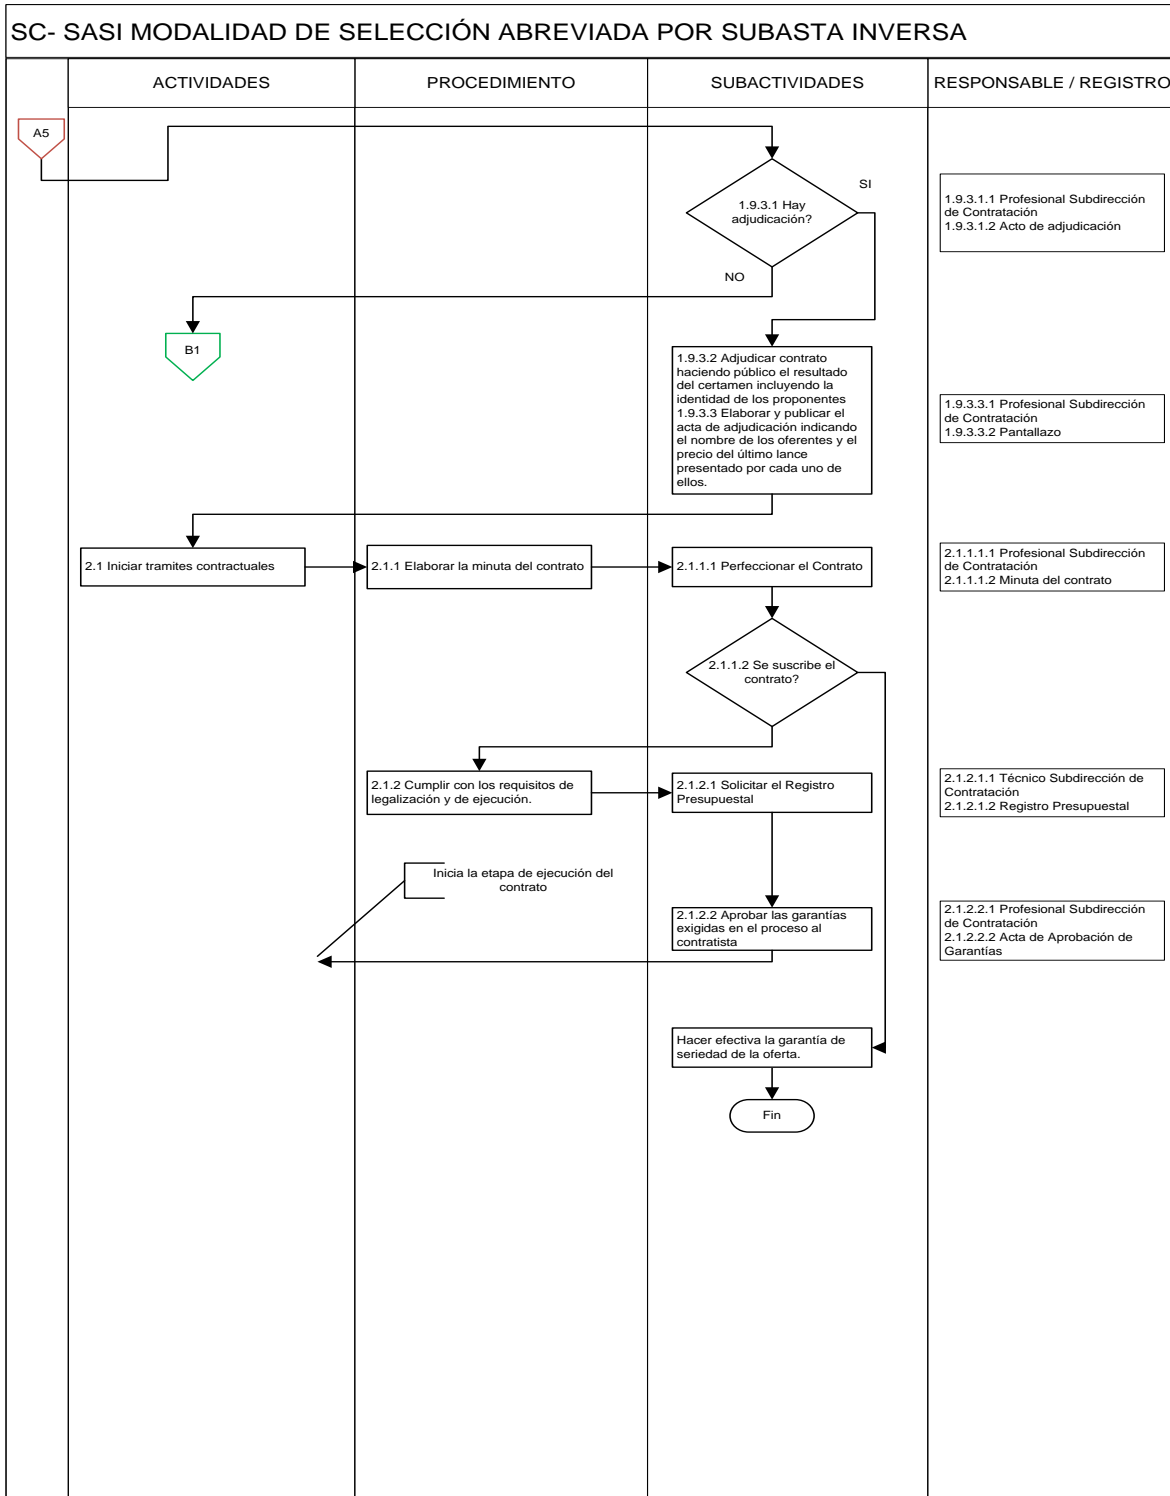 SC- SASI MODALIDAD DE SELECCIÓN ABREVIADA POR SUBASTA INVERSA
ACTIVIDADES
PROCEDIMIENTO
SUBACTIVIDADES
RESPONSABLE / REGISTRO
A5
1.9.3.1 Hay
adjudicación?
SI
NO
1.9.3.1.1 Profesional Subdirección
de Contratación
1.9.3.1.2 Acto de adjudicación
B1
1.9.3.2 Adjudicar contrato
haciendo público el resultado
del certamen incluyendo la
identidad de los proponentes
1.9.3.3 Elaborar y publicar el
acta de adjudicación indicando
el nombre de los oferentes y el
precio del último lance
presentado por cada uno de
ellos.
1.9.3.3.1 Profesional Subdirección
de Contratación
1.9.3.3.2 Pantallazo
2.1 Iniciar tramites contractuales
2.1.1 Elaborar la minuta del contrato
2.1.1.1 Perfeccionar el Contrato
2.1.1.1.1 Profesional Subdirección
de Contratación
2.1.1.1.2 Minuta del contrato
2.1.1.2 Se suscribe el
contrato?
2.1.2 Cumplir con los requisitos de
legalización y de ejecución.
2.1.2.1 Solicitar el Registro
Presupuestal
2.1.2.1.1 Técnico Subdirección de
Contratación
2.1.2.1.2 Registro Presupuestal
Inicia la etapa de ejecución del
contrato
2.1.2.2 Aprobar las garantías
exigidas en el proceso al
contratista
2.1.2.2.1 Profesional Subdirección
de Contratación
2.1.2.2.2 Acta de Aprobación de
Garantías
Hacer efectiva la garantía de
seriedad de la oferta.
Fin